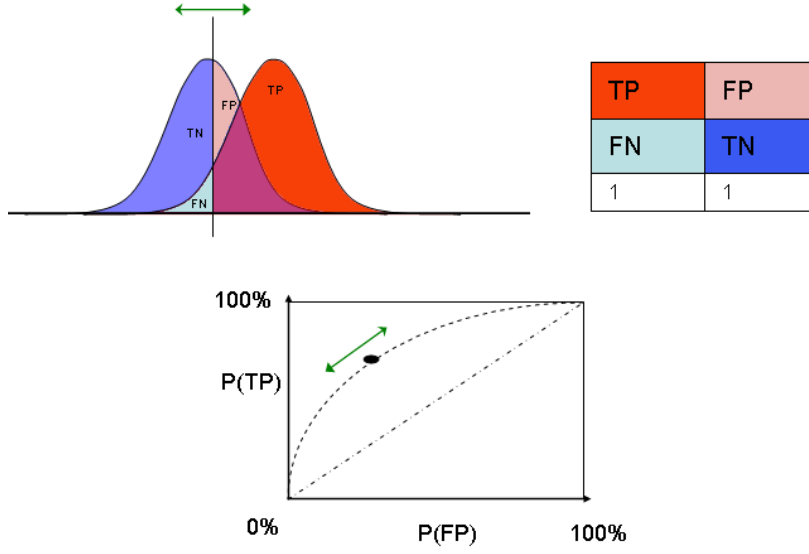 FP
TP
TN
FN
TP FP
FN TN
1 1
100%
P(TP)
0% P(FP) 100%